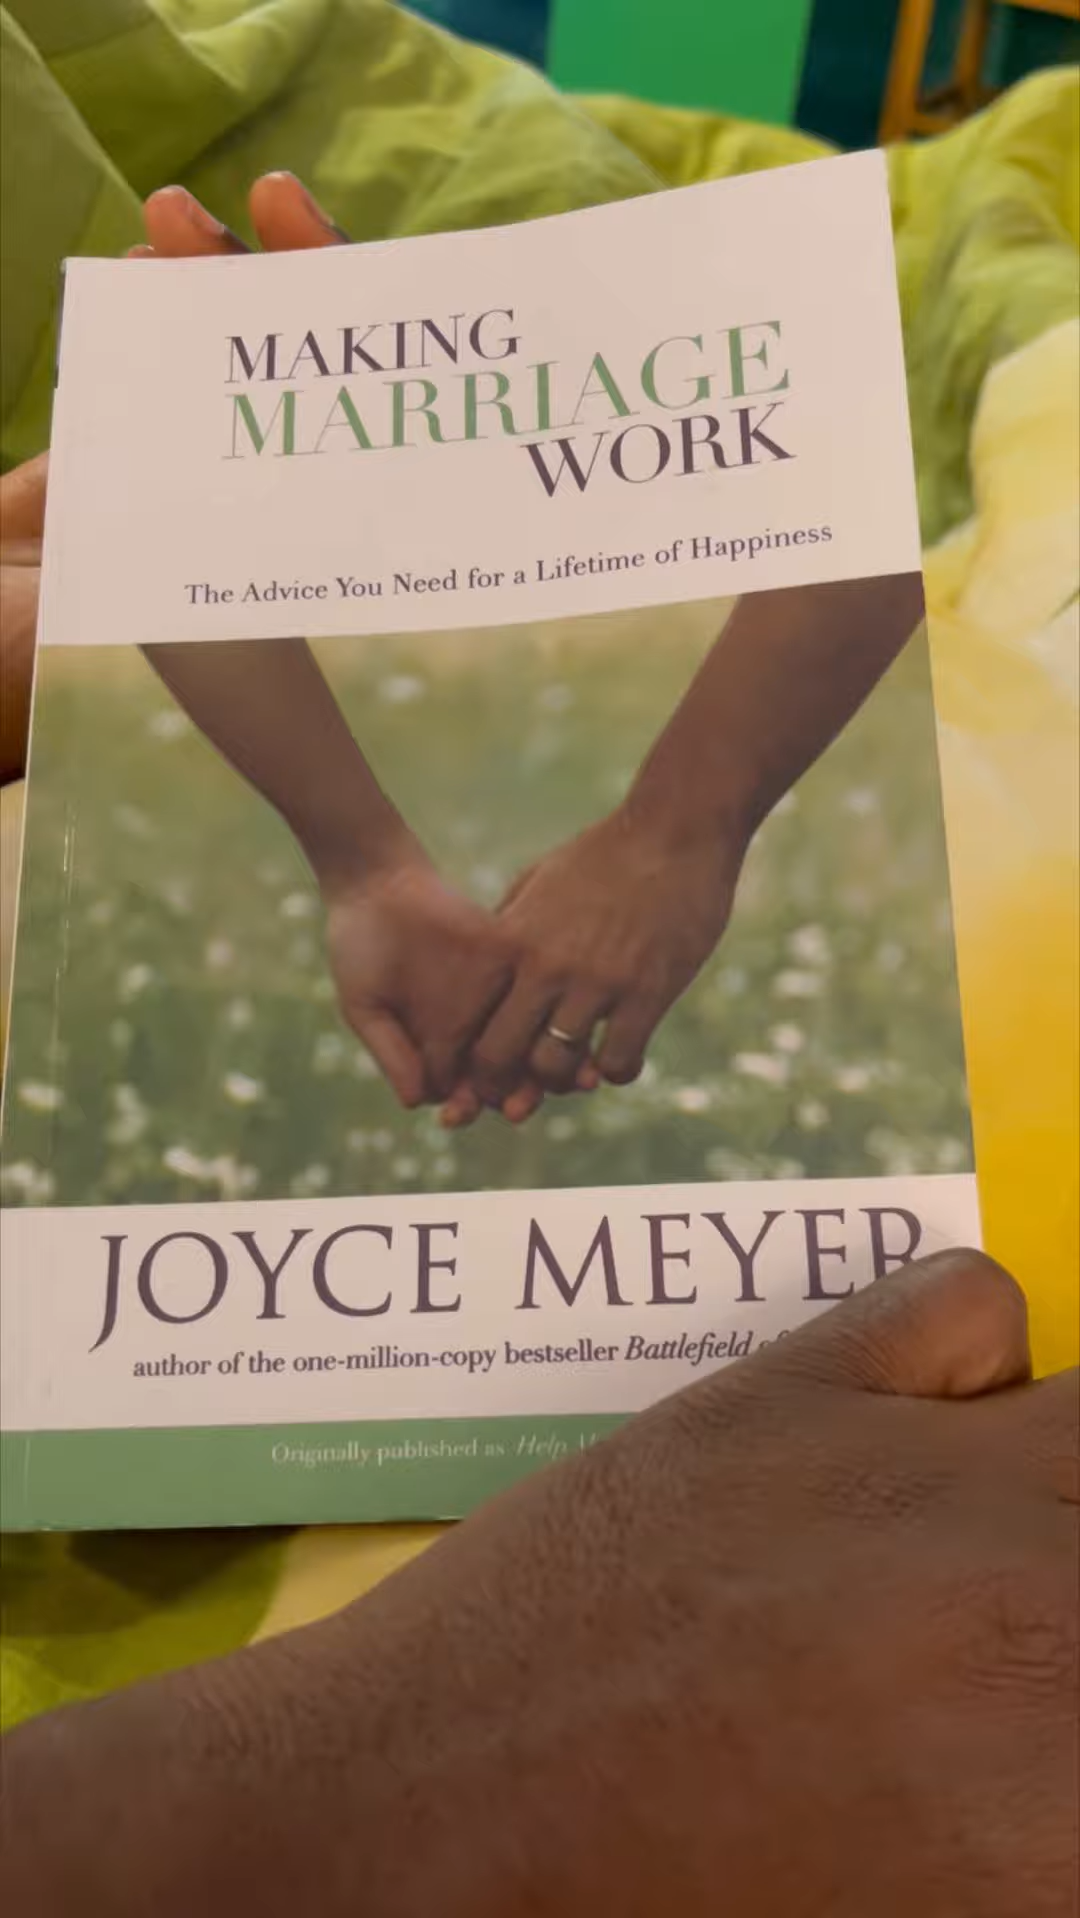 MAKING
MARRIAGE
WORK
The Advice You Need for a Lifetime of Happiness
JOYCE MEYER
author of the one-million-copy bestseller Battlefield
Originally published as Help